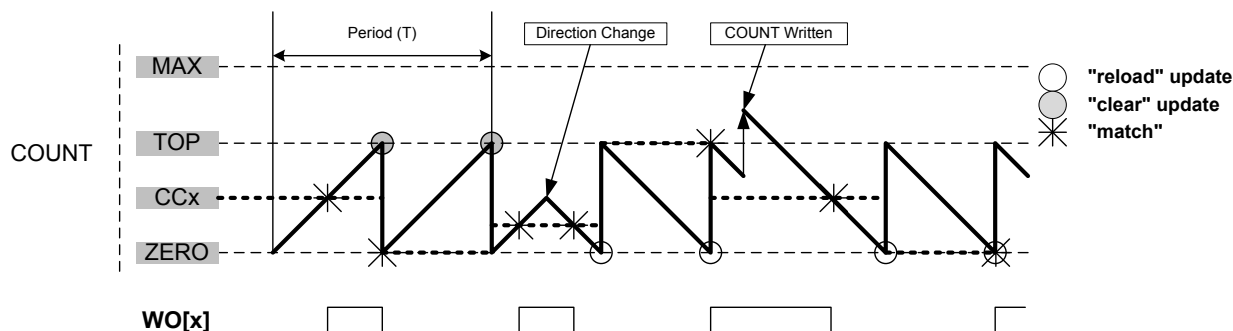 Period (T)
Direction Change
COUNT Written
MAX
"reload" update
"clear" update
"match"
TOP
COUNT
CCx
ZERO
WO[x]